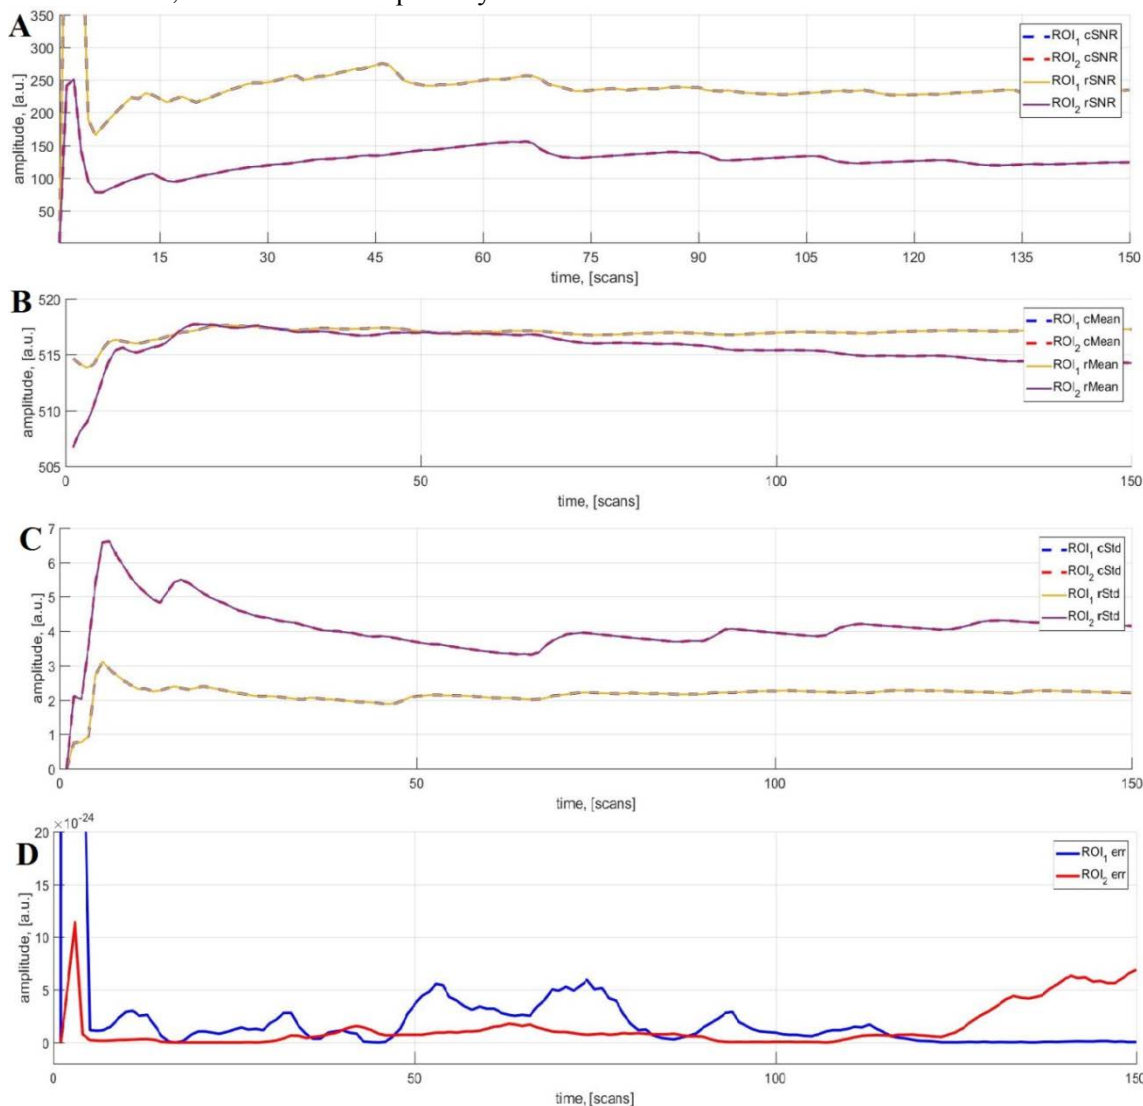 A
350
300
250
200
150
100
50
amplitude, [a.u.]
ROI1 cSNR
ROI2 cSNR
ROI1 rSNR
ROI2 rSNR
15 30 45 60 75 90 105 120 135 150
time, [scans]
B
520
515
510
505
amplitude, [a.u.]
ROI1 cMean
ROI2 cMean
ROI1 rMean
ROI2 rMean
0 50 100 150
time, [scans]
C
7
6
5
4
3
2
1
0
amplitude, [a.u.]
ROI1 cStd
ROI2 cStd
ROI1 rStd
ROI2 rStd
0 50 100 150
time, [scans]
D
×10-24
20
15
10
5
0
amplitude, [a.u.]
ROI1 err
ROI2 err
0 50 100 150
time, [scans]